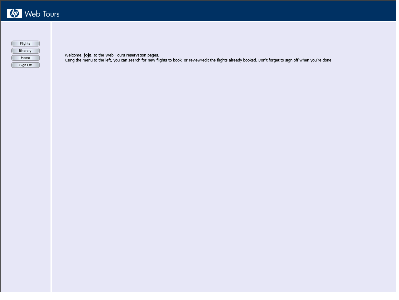 hp Web Tours
Flights
Itinerary
Home
Sign Off
Welcome, jojo, to the Web Tours reservation pages.
Using the menu to the left, you can search for new flights to book, or review/edit the flights already booked. Don't forget to sign off when you're done!